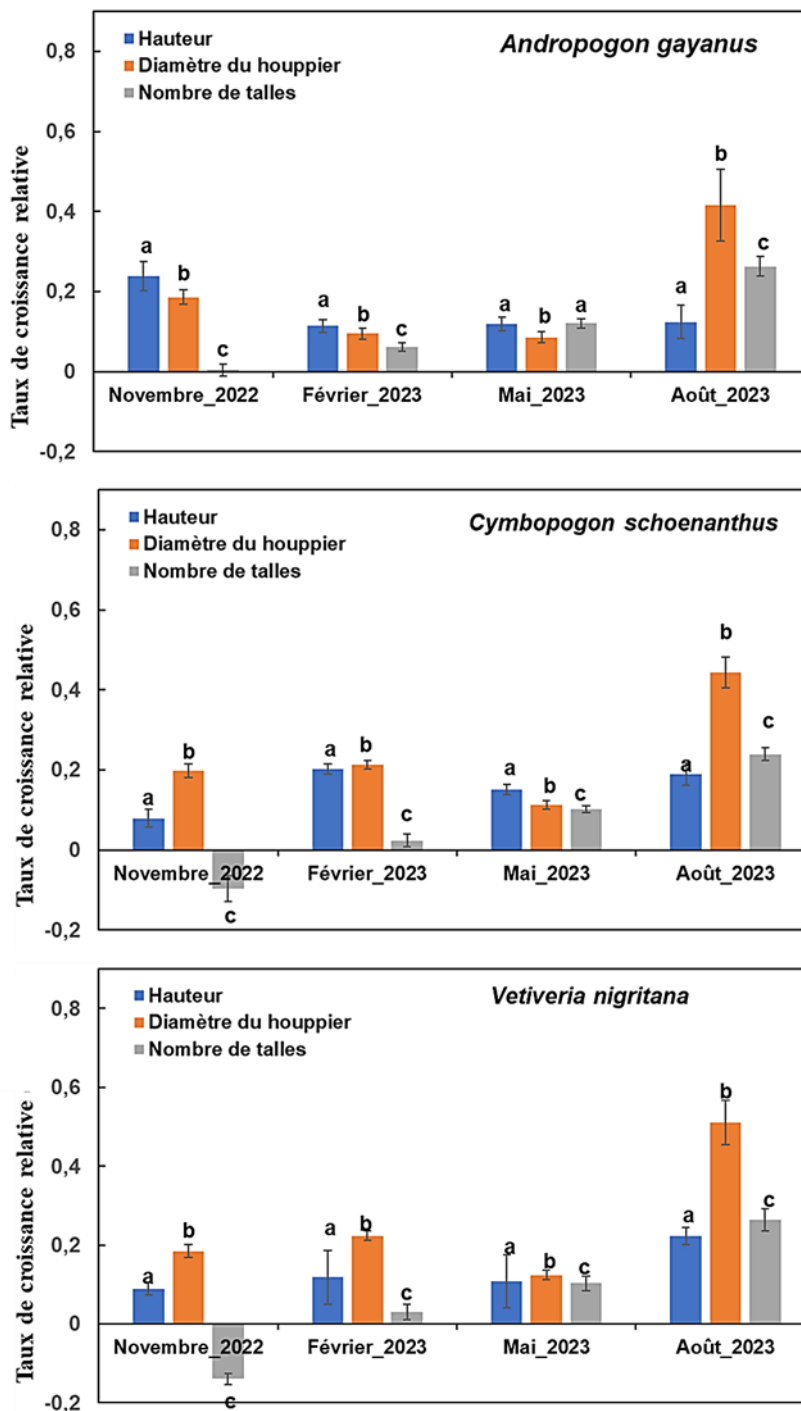 Taux de croissance relative
0,8
0,6
0,4
0,2
0
-0,2
Hauteur
Diamètre du houppier
Nombre de talles
Andropogon gayanus
a
b
c
a
b
c
a
b
a
a
b
c
Novembre_2022
Février_2023
Mai_2023
Août_2023
Taux de croissance relative
0,8
0,6
0,4
0,2
0
-0,2
Hauteur
Diamètre du houppier
Nombre de talles
Cymbopogon schoenanthus
a
b
c
a
b
c
a
b
c
a
b
c
Novembre_2022
Février_2023
Mai_2023
Août_2023
Taux de croissance relative
0,8
0,6
0,4
0,2
0
-0,2
Hauteur
Diamètre du houppier
Nombre de talles
Vetiveria nigritana
a
b
c
a
b
c
a
b
c
a
b
c
Novembre_2022
Février_2023
Mai_2023
Août_2023